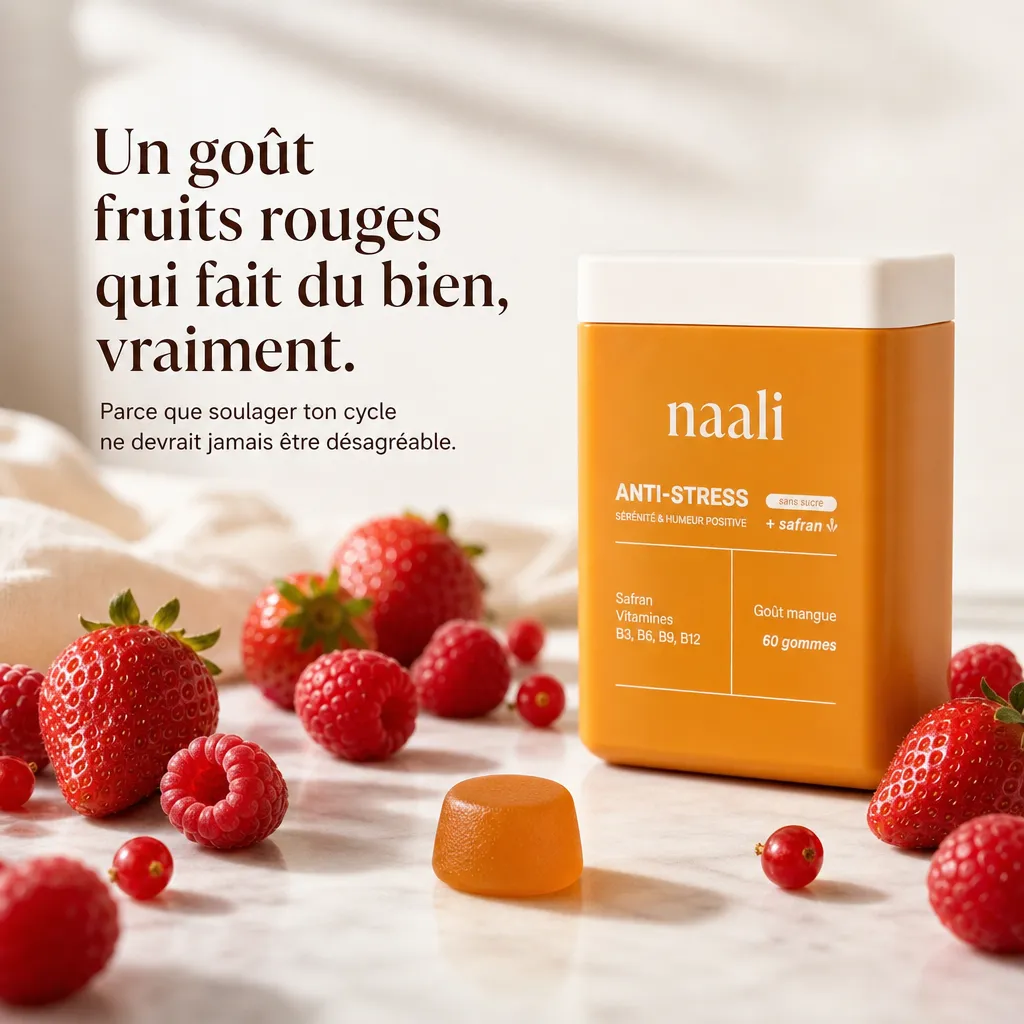 Un goût
fruits rouges
qui fait du bien,
vraiment.
Parce que soulager ton cycle
ne devrait jamais être désagréable.
naali
ANTI-STRESS
sans sucre
SÉRÉNITÉ & HUMEUR POSITIVE
+ safran
Safran
Vitamines
B3, B6, B9, B12
Goût mangue
60 gommes